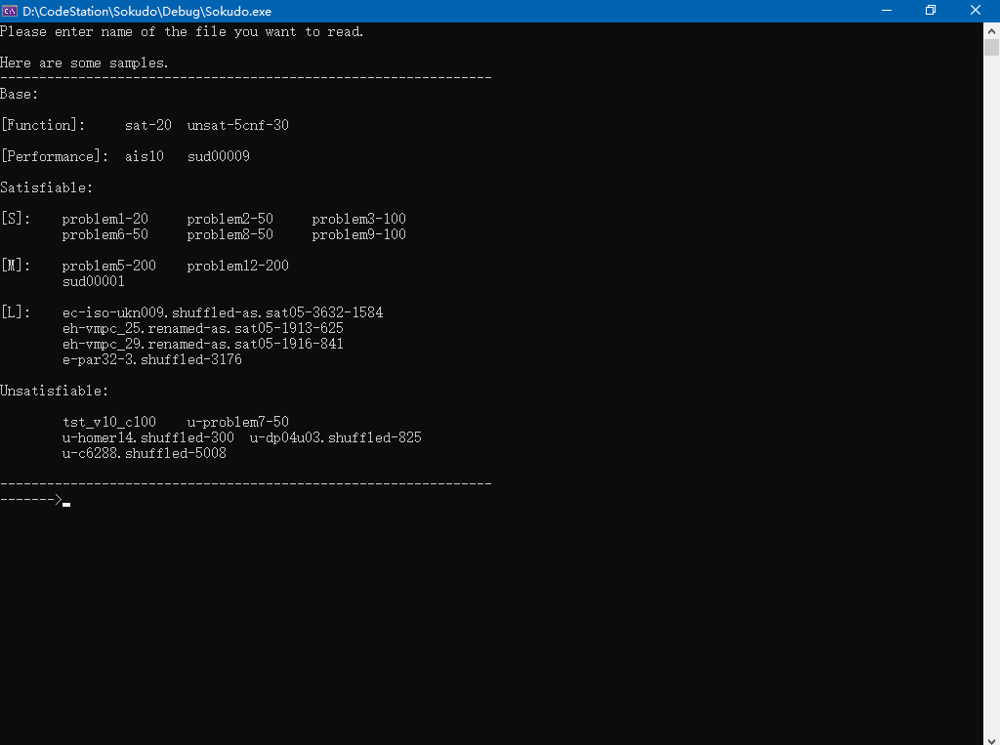 D:\CodeStation\Sokudo\Debug\Sokudo.exe
Please enter name of the file you want to read.
Here are some samples.
---------------------------------------------------------------
Base:
[Function]:     sat-20  unsat-5cnf-30
[Performance]:  ais10   sud00009
Satisfiable:
[S]:    problem1-20     problem2-50     problem3-100
        problem6-50     problem8-50     problem9-100
[M]:    problem5-200    problem12-200
        sud00001
[L]:    ec-iso-ukn009.shuffled-as.sat05-3632-1584
        eh-vmpc_25.renamed-as.sat05-1913-625
        eh-vmpc_29.renamed-as.sat05-1916-841
        e-par32-3.shuffled-3176
Unsatisfiable:
        tst_v10_c100    u-problem7-50
        u-homer14.shuffled-300  u-dp04u03.shuffled-825
        u-c6288.shuffled-5008
---------------------------------------------------------------
------->